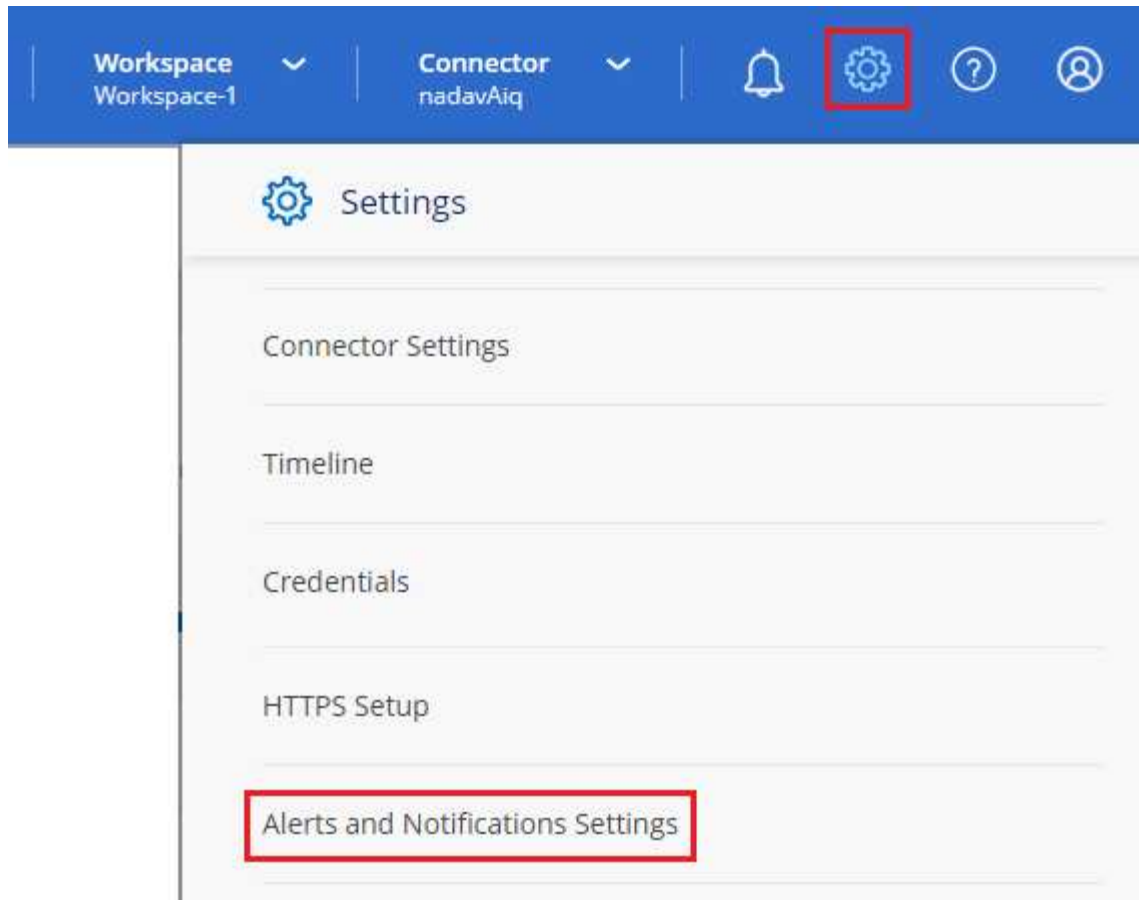 Workspace
Workspace-1
Connector
nadavAiq
?
Settings
Connector Settings
Timeline
Credentials
HTTPS Setup
Alerts and Notifications Settings